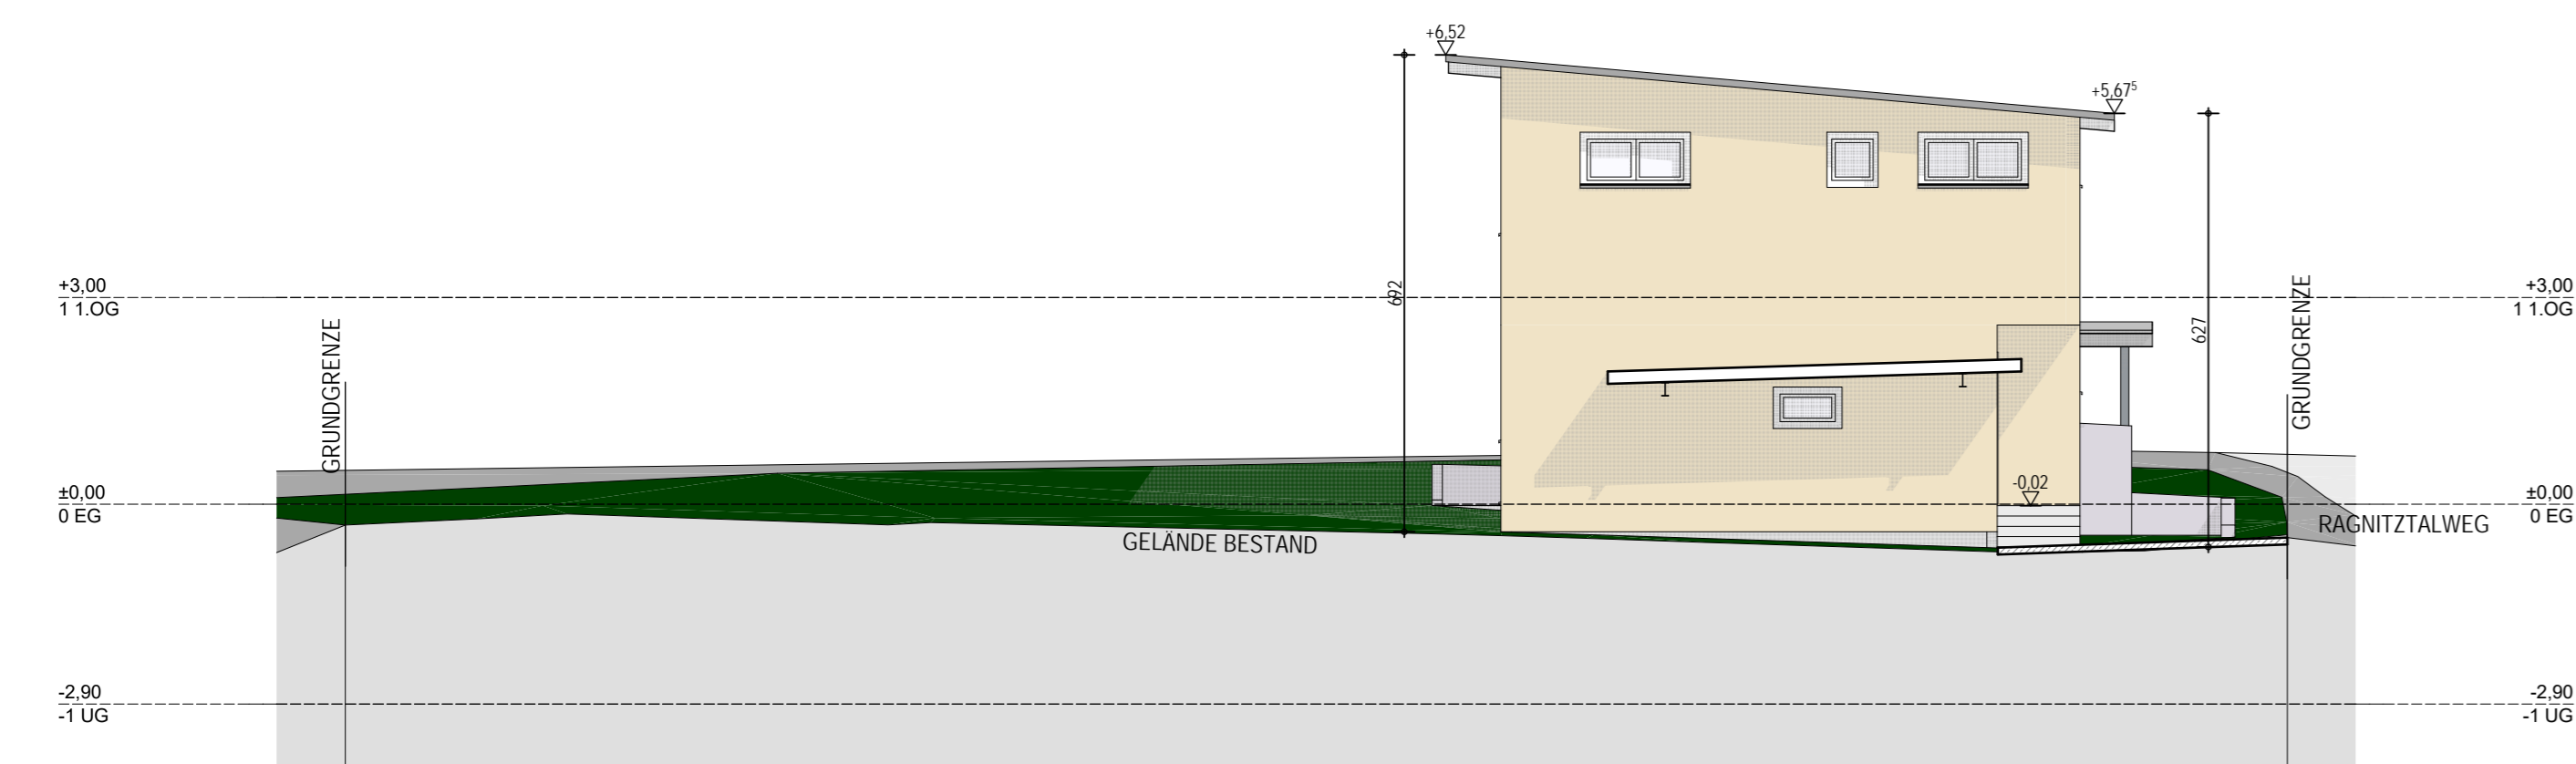 +6,52
+5,67⁵
692
627
+3,00
1 1.OG
+3,00
1 1.OG
GRUNDGRENZE
GRUNDGRENZE
±0,00
0 EG
-0,02
±0,00
0 EG
RAGNITZTALWEG
GELÄNDE BESTAND
-2,90
-1 UG
-2,90
-1 UG